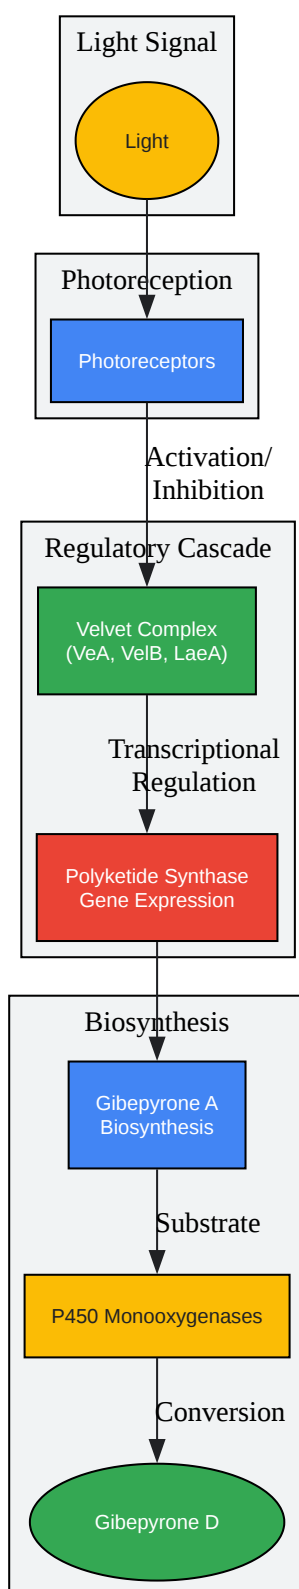 Light Signal
Light
Photoreception
Photoreceptors
Activation/
Inhibition
Regulatory Cascade
Velvet Complex
(VeA, VelB, LaeA)
Transcriptional
Regulation
Polyketide Synthase
Gene Expression
Biosynthesis
Gibepyrone A
Biosynthesis
Substrate
P450 Monooxygenases
Conversion
Gibepyrone D